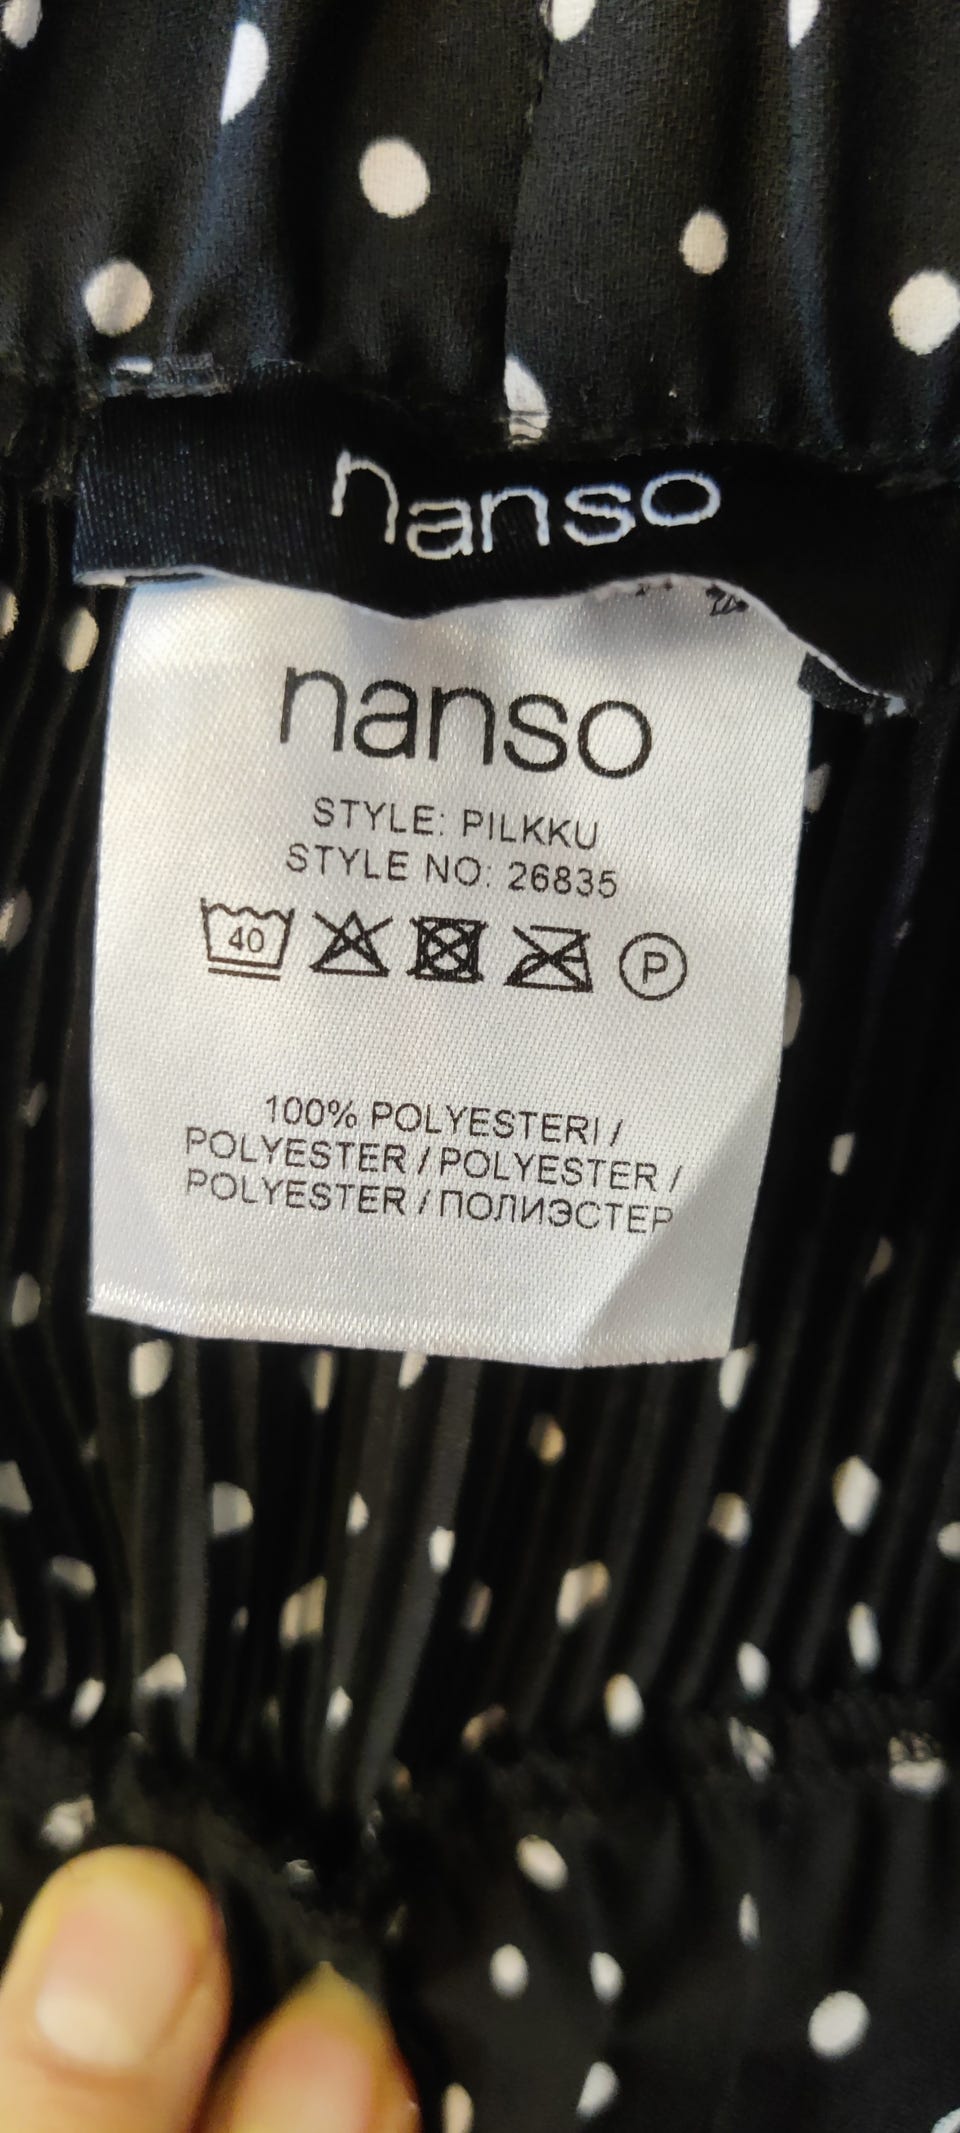 nanso
nanso
STYLE: PILKKU
STYLE NO: 26835
40 P
100% POLYESTERI /
POLYESTER / POLYESTER /
POLYESTER / ПОЛИЭСТЕР